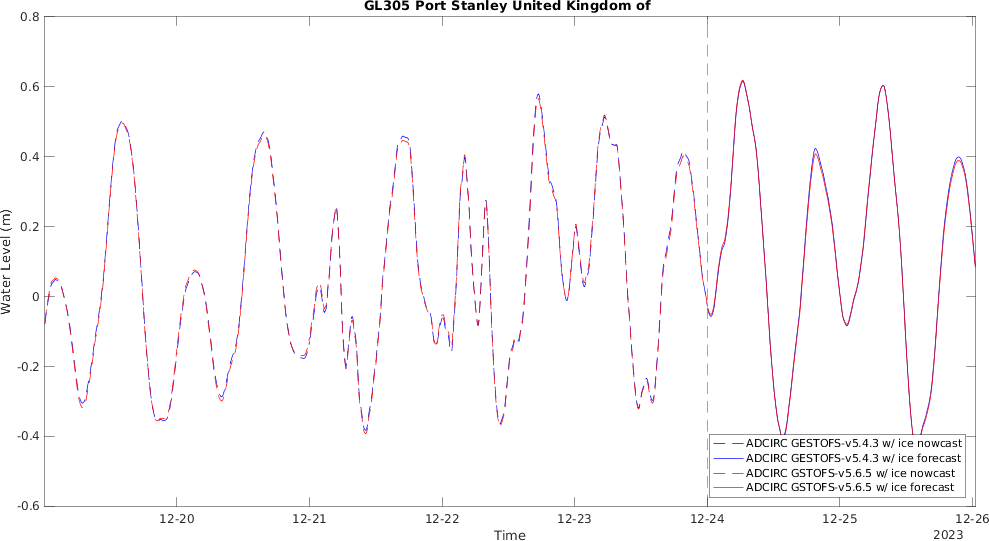 GL305 Port Stanley United Kingdom of
0.8
0.6
0.4
0.2
0
-0.2
-0.4
-0.6
Water Level (m)
ADCIRC GESTOFS-v5.4.3 w/ ice nowcast
ADCIRC GESTOFS-v5.4.3 w/ ice forecast
ADCIRC GSTOFS-v5.6.5 w/ ice nowcast
ADCIRC GSTOFS-v5.6.5 w/ ice forecast
12-20 12-21 12-22 12-23 12-24 12-25 12-26
Time
2023